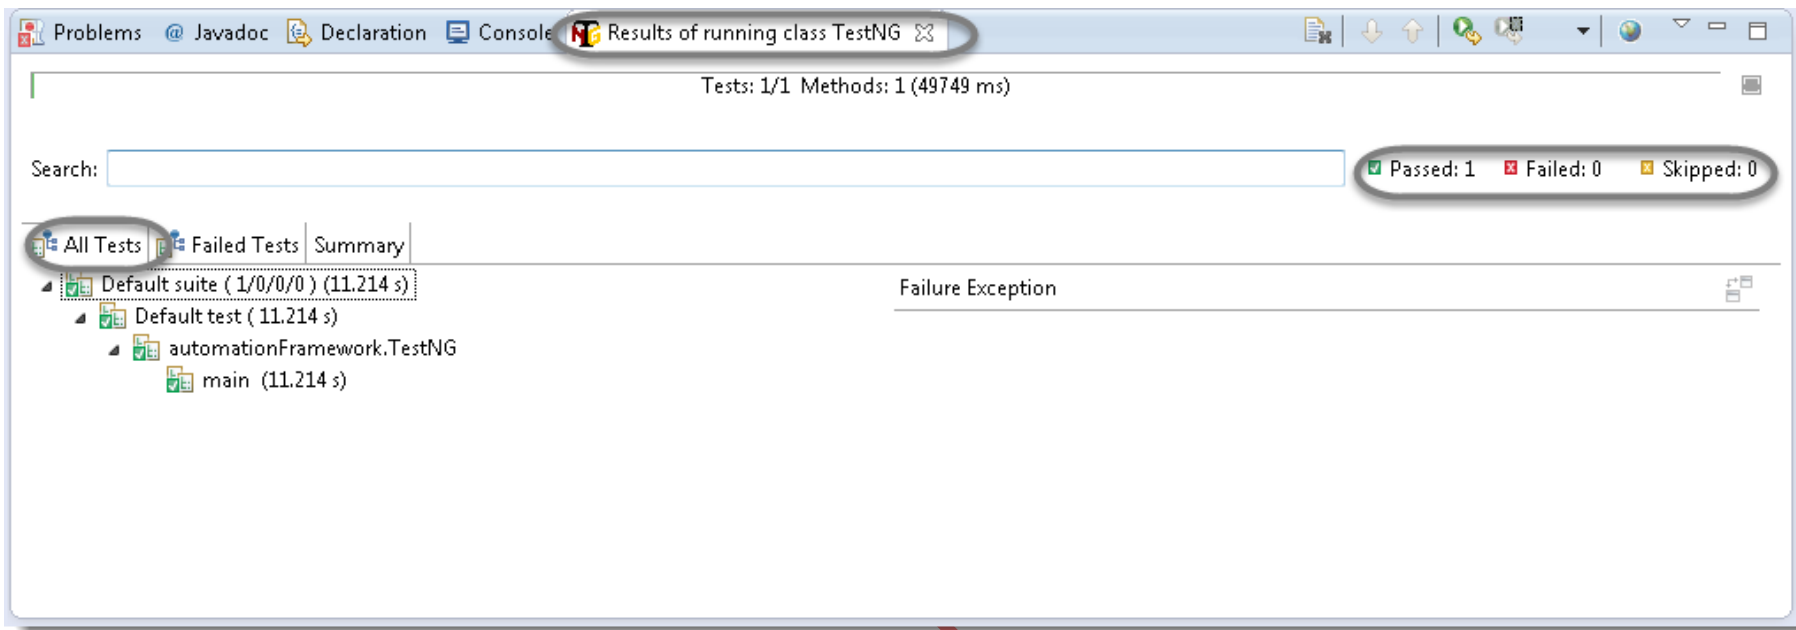 Problems @ Javadoc Declaration Console NG Results of running class TestNG
Tests: 1/1 Methods: 1 (49749 ms)
Search: Passed: 1 Failed: 0 Skipped: 0
All Tests Failed Tests Summary
Default suite ( 1/0/0/0 ) (11.214 s) Failure Exception
Default test ( 11.214 s)
automationFramework.TestNG
main (11.214 s)